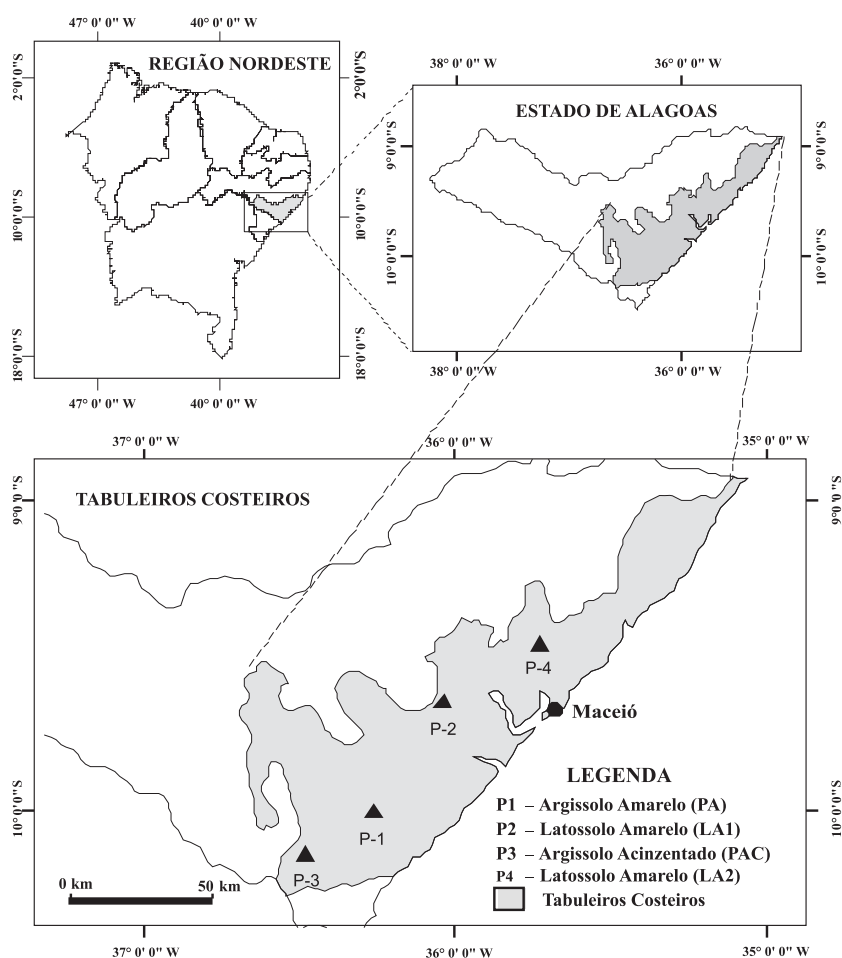 47° 0' 0" W 40° 0' 0" W
REGIÃO NORDESTE
2°0'0"S 2°0'0"S
10°0'0"S 10°0'0"S
18°0'0"S 18°0'0"S
47° 0' 0" W 40° 0' 0" W
38° 0' 0" W 36° 0' 0" W
ESTADO DE ALAGOAS
9°0'0"S 9°0'0"S
10°0'0"S 10°0'0"S
38° 0' 0" W 36° 0' 0" W
37° 0' 0" W 36° 0' 0" W 35° 0' 0" W
TABULEIROS COSTEIROS
9°0'0"S 9°0'0"S
P-4
P-2
Maceió
LEGENDA
P1 – Argissolo Amarelo (PA)
P2 – Latossolo Amarelo (LA1)
P3 – Argissolo Acinzentado (PAC)
P4 – Latossolo Amarelo (LA2)
Tabuleiros Costeiros
10°0'0"S 10°0'0"S
P-1
P-3
0 km 50 km
37° 0' 0" W 36° 0' 0" W 35° 0' 0" W